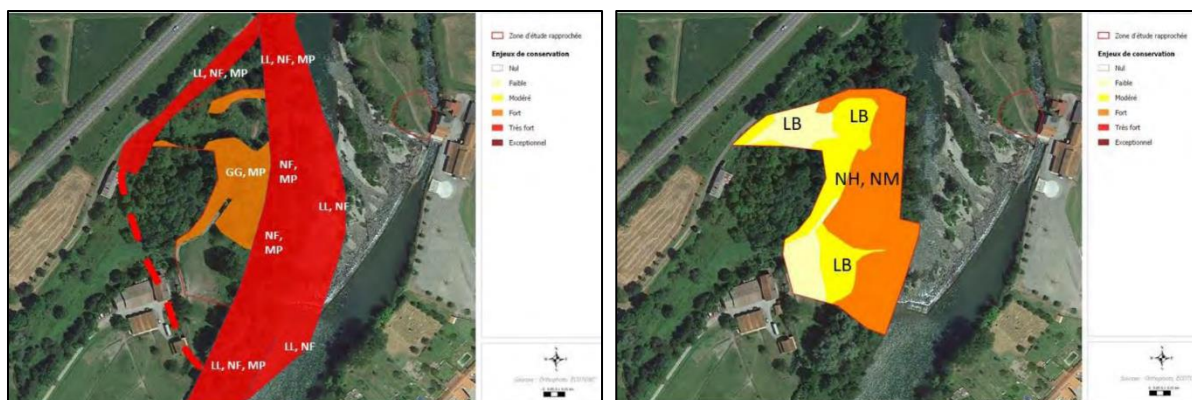 LL, NF, MP
LL, NF, MP
GG, MP
NF,
MP
LL, NF
NF,
MP
LL, NF
LL, NF, MP
Zone d'étude rapprochée
Enjeux de conservation
Nul
Faible
Modéré
Fort
Très fort
Exceptionnel
LB
LB
NH, NM
LB
Zone d'étude rapprochée
Enjeux de conservation
Nul
Faible
Modéré
Fort
Très fort
Exceptionnel